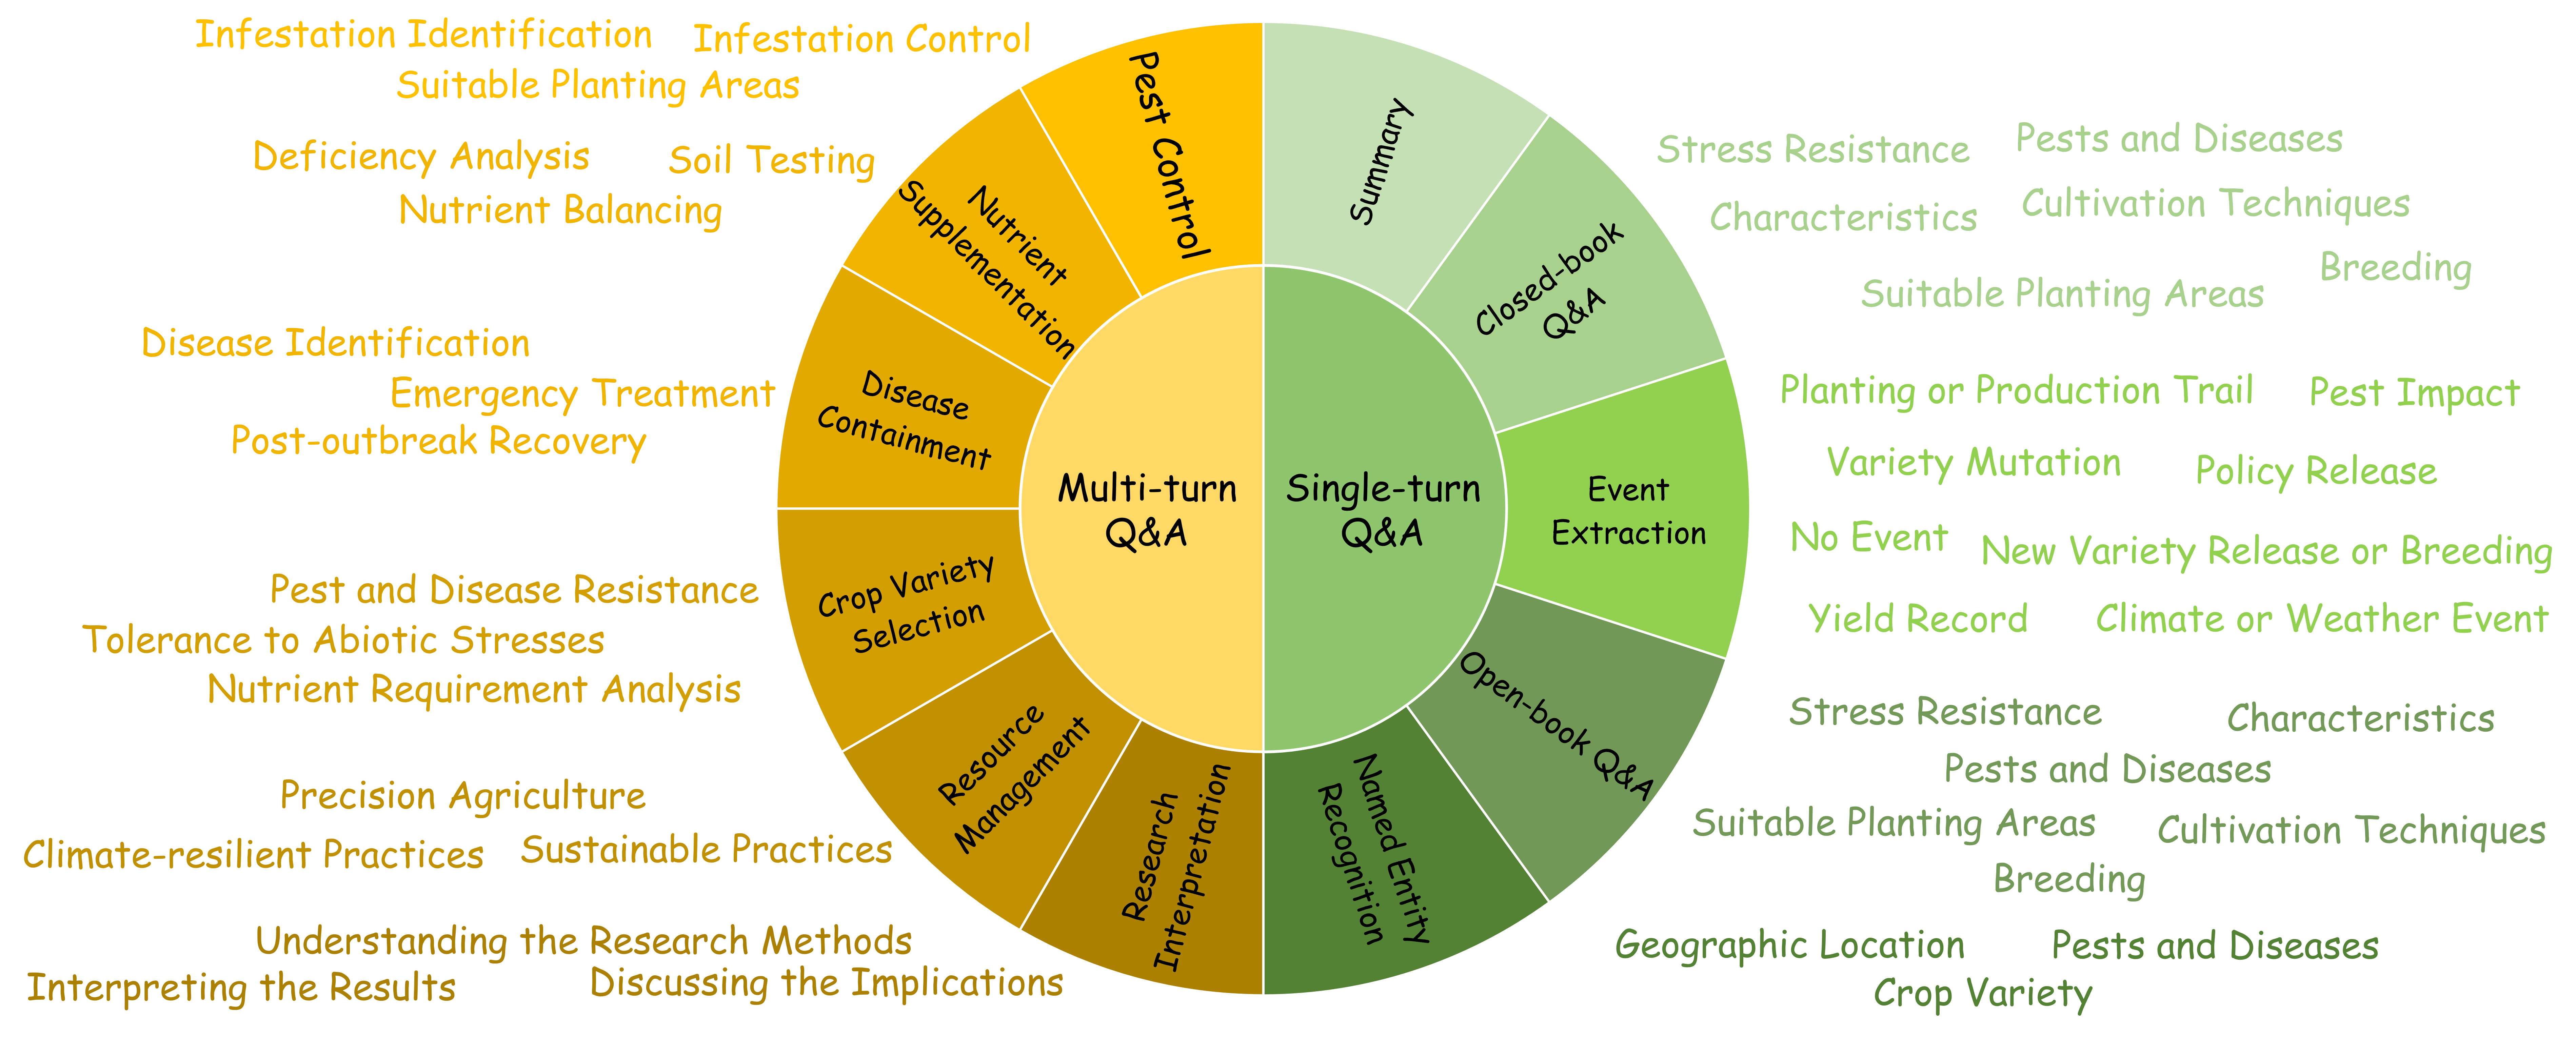 Infestation Identification
Infestation Control
Suitable Planting Areas
Deficiency Analysis
Soil Testing
Nutrient Balancing
Disease Identification
Emergency Treatment
Post-outbreak Recovery
Pest and Disease Resistance
Tolerance to Abiotic Stresses
Nutrient Requirement Analysis
Precision Agriculture
Climate-resilient Practices
Sustainable Practices
Understanding the Research Methods
Interpreting the Results
Discussing the Implications
Pest Control
Nutrient
Supplementation
Disease
Containment
Crop Variety
Selection
Resource
Management
Research
Interpretation
Multi-turn
Q&A
Single-turn
Q&A
Summary
Closed-book
Q&A
Event
Extraction
Open-book Q&A
Named Entity
Recognition
Stress Resistance
Pests and Diseases
Characteristics
Cultivation Techniques
Breeding
Suitable Planting Areas
Planting or Production Trail
Pest Impact
Variety Mutation
Policy Release
No Event
New Variety Release or Breeding
Yield Record
Climate or Weather Event
Stress Resistance
Characteristics
Pests and Diseases
Suitable Planting Areas
Cultivation Techniques
Breeding
Geographic Location
Pests and Diseases
Crop Variety